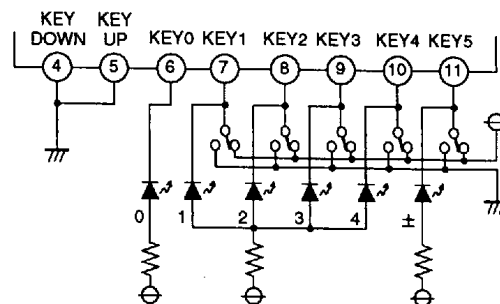 KEY DOWN
KEY UP
KEY0 KEY1 KEY2 KEY3 KEY4 KEY5
4 5 6 7 8 9 10 11
0 1 2 3 4 ±